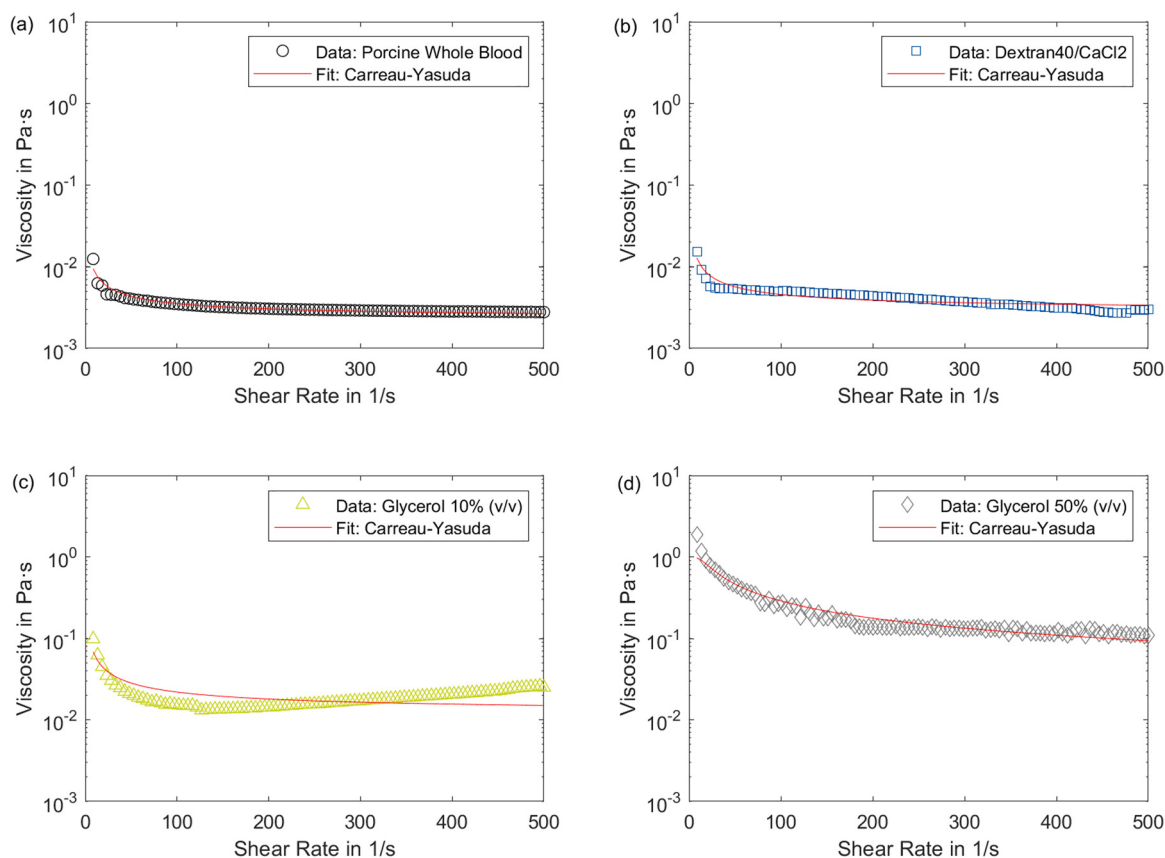 (a)
10^1
10^0
10^-1
10^-2
10^-3
Viscosity in Pa·s
Data: Porcine Whole Blood
Fit: Carreau-Yasuda
0 100 200 300 400 500
Shear Rate in 1/s
(b)
10^1
10^0
10^-1
10^-2
10^-3
Viscosity in Pa·s
Data: Dextran40/CaCl2
Fit: Carreau-Yasuda
0 100 200 300 400 500
Shear Rate in 1/s
(c)
10^1
10^0
10^-1
10^-2
10^-3
Viscosity in Pa·s
Data: Glycerol 10% (v/v)
Fit: Carreau-Yasuda
0 100 200 300 400 500
Shear Rate in 1/s
(d)
10^1
10^0
10^-1
10^-2
10^-3
Viscosity in Pa·s
Data: Glycerol 50% (v/v)
Fit: Carreau-Yasuda
0 100 200 300 400 500
Shear Rate in 1/s